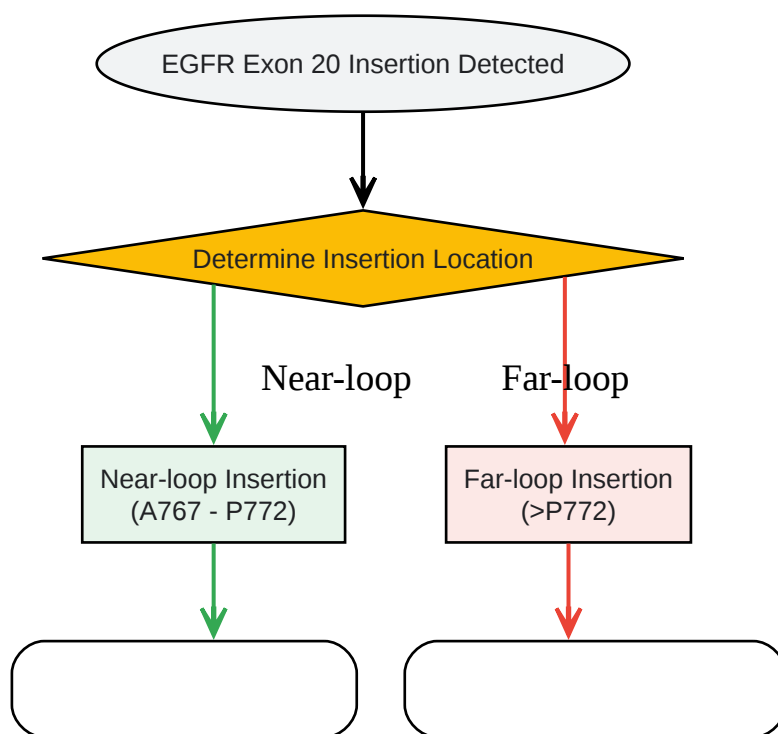 EGFR Exon 20 Insertion Detected
Determine Insertion Location
Near-loop
Far-loop
Near-loop Insertion
(A767 - P772)
Far-loop Insertion
(>P772)